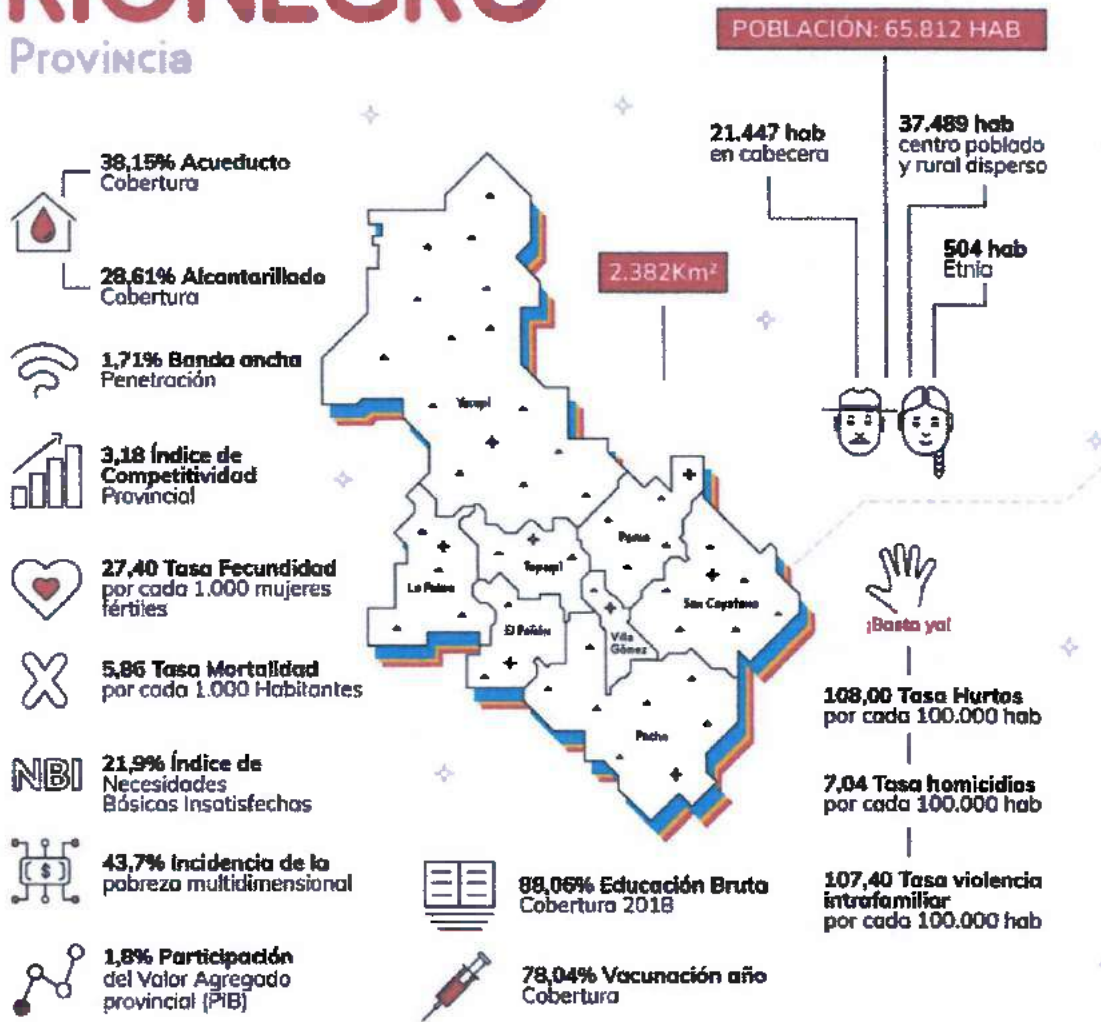 RIONEGRO
Provincia
POBLACIÓN: 65.812 HAB
21.447 hab
en cabecera
37.489 hab
centro poblado
y rural disperso
504 hab
Etnia
2.382Km²
38,15% Acueducto
Cobertura
28,61% Alcantarillado
Cobertura
1,71% Banda ancha
Penetración
3,18 Índice de
Competitividad
Provincial
27,40 Tasa Fecundidad
por cada 1.000 mujeres
fértiles
5,86 Tasa Mortalidad
por cada 1.000 Habitantes
NBI
21,9% Índice de
Necesidades
Básicas Insatisfechas
43,7% Incidencia de la
pobreza multidimensional
1,8% Participación
del Valor Agregado
provincial (PIB)
Yacopí
Paime
Topaipí
La Palma
San Cayetano
El Peñón
Villa
Gómez
Pacho
¡Basta ya!
108,00 Tasa Hurtos
por cada 100.000 hab
7,04 Tasa homicidios
por cada 100.000 hab
107,40 Tasa violencia
intrafamiliar
por cada 100.000 hab
88,06% Educación Bruta
Cobertura 2018
78,04% Vacunación año
Cobertura